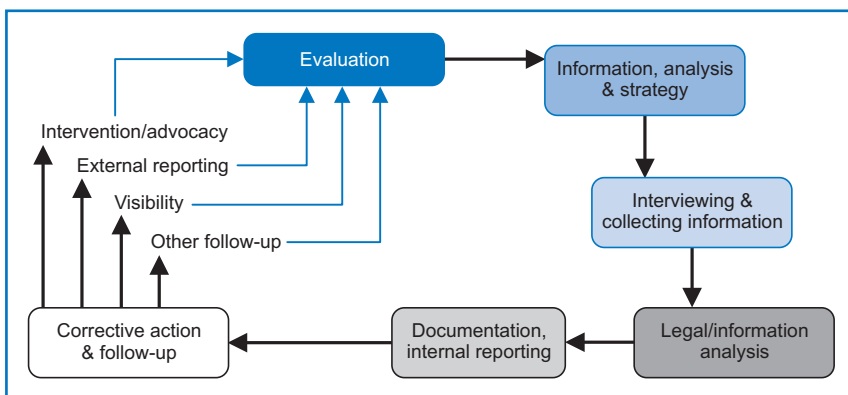 Evaluation
Information, analysis
& strategy
Intervention/advocacy
External reporting
Visibility
Other follow-up
Interviewing &
collecting information
Corrective action
& follow-up
Documentation,
internal reporting
Legal/information
analysis